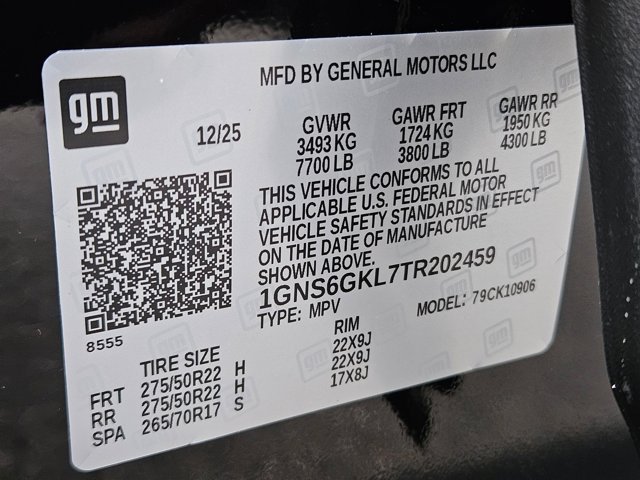 gm
MFD BY GENERAL MOTORS LLC
12/25
GVWR
3493 KG
7700 LB
GAWR FRT
1724 KG
3800 LB
GAWR RR
1950 KG
4300 LB
THIS VEHICLE CONFORMS TO ALL
APPLICABLE U.S. FEDERAL MOTOR
VEHICLE SAFETY STANDARDS IN EFFECT
ON THE DATE OF MANUFACTURE
SHOWN ABOVE.
1GNS6GKL7TR202459
TYPE: MPV
MODEL: 79CK10906
8555
TIRE SIZE
RIM
FRT 275/50R22 H 22X9J
RR 275/50R22 H 22X9J
SPA 265/70R17 S 17X8J